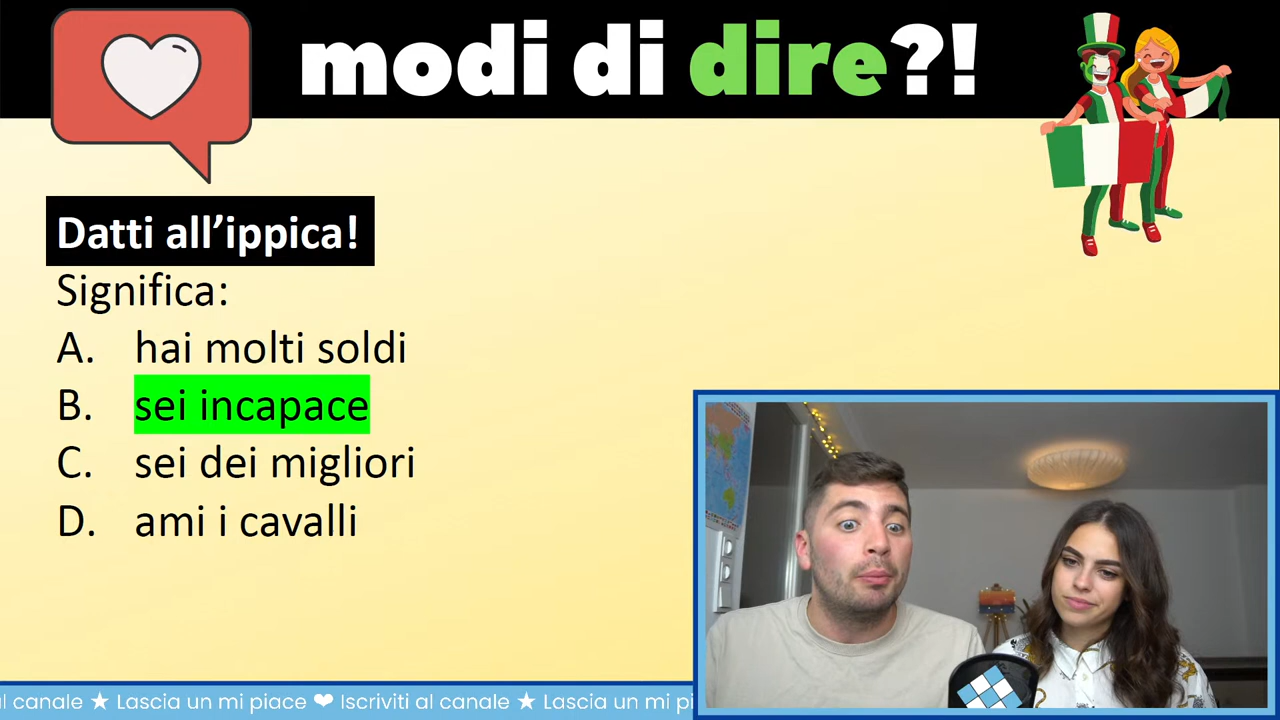 modi di dire?!
Datti all’ippica!
Significa:
A. hai molti soldi
B. sei incapace
C. sei dei migliori
D. ami i cavalli
al canale ★ Lascia un mi piace ❤ Iscriviti al canale ★ Lascia un mi pi